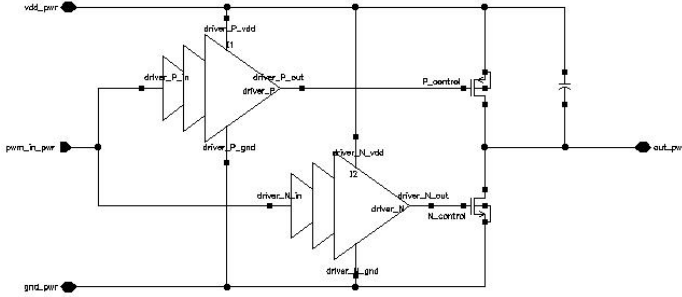 vdd_pwr
driver_P_vdd
I1
driver_P_in
driver_P_out
driver_P
P_control
pwm_in_pwr
driver_P_gnd
driver_N_vdd
out_pw
I2
driver_N_in
driver_N_out
driver_N
N_control
driver_N_gnd
gnd_pwr